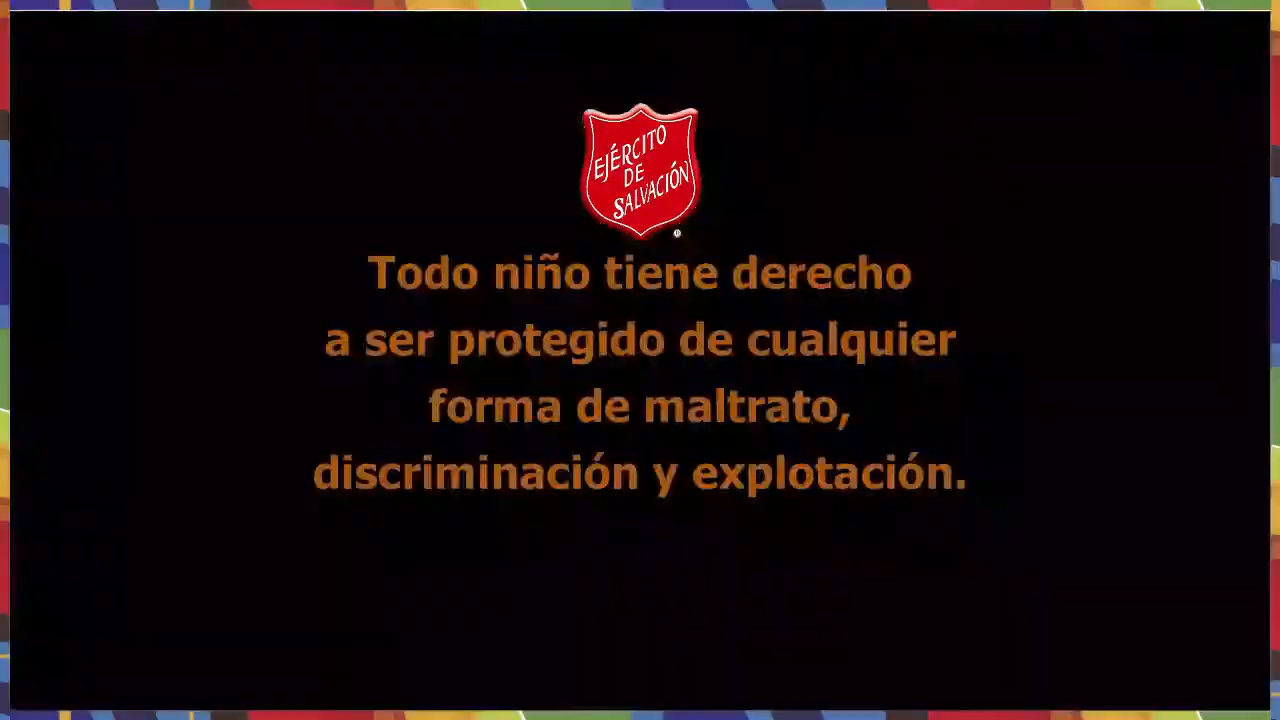 EJÉRCITO
DE
SALVACIÓN
®
Todo niño tiene derecho
a ser protegido de cualquier
forma de maltrato,
discriminación y explotación.